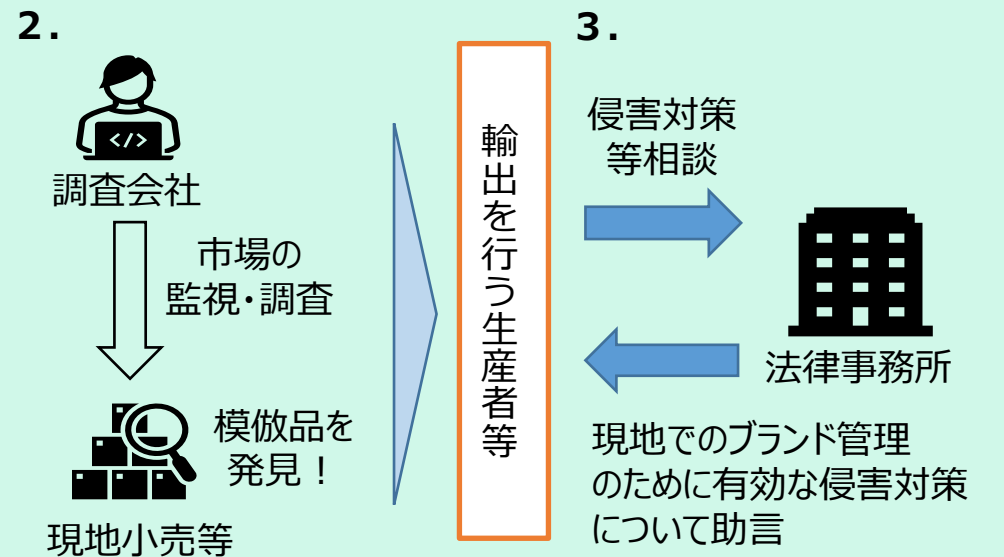 2.
調査会社
市場の
監視・調査
模倣品を
発見！
現地小売等
輸出を行う生産者等
3.
侵害対策
等相談
法律事務所
現地でのブランド管理
のために有効な侵害対策
について助言